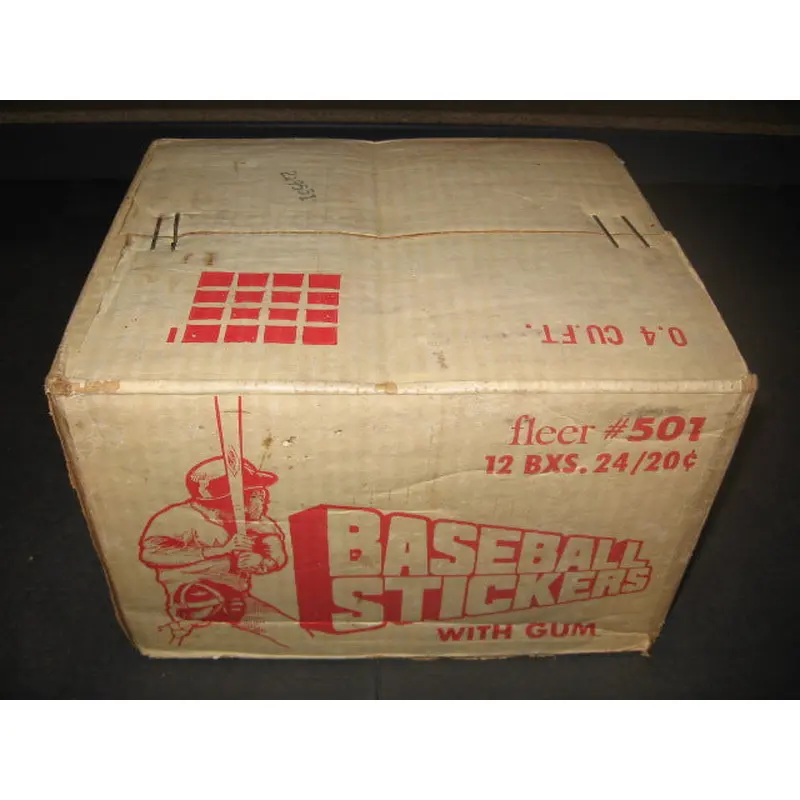 0.4 CU.FT.
fleer #501
12 BXS. 24/20¢
BASEBALL
STICKERS
WITH GUM